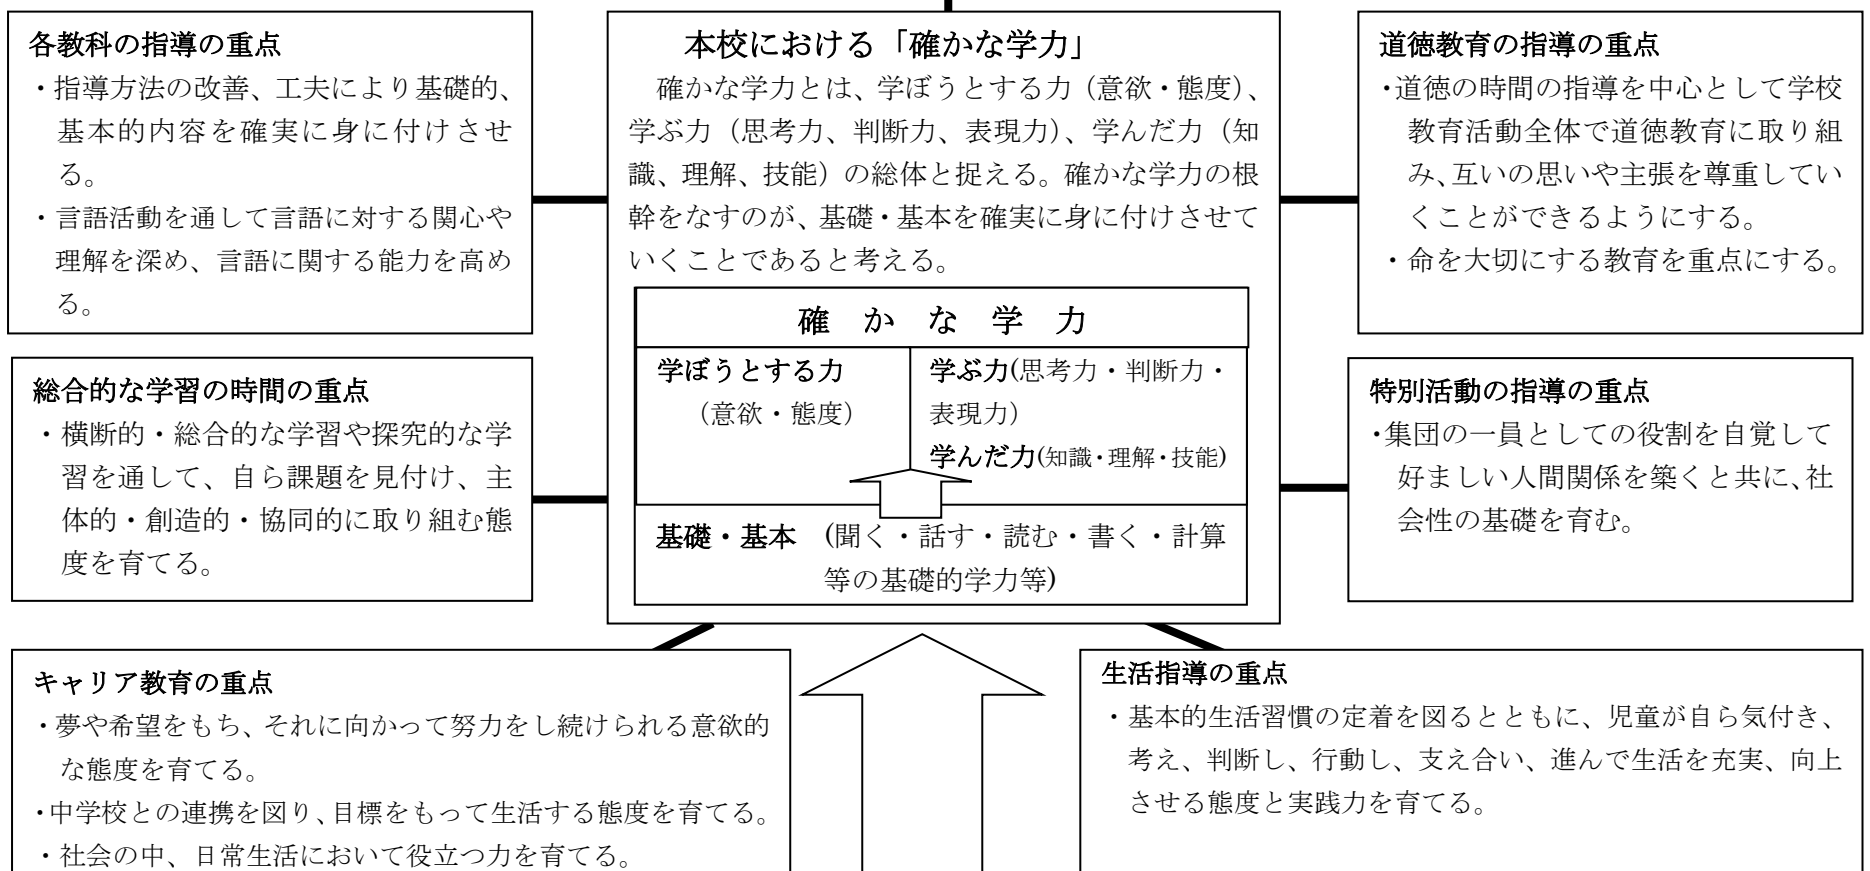 各教科の指導の重点
・指導方法の改善、工夫により基礎的、
基本的内容を確実に身に付けさせ
る。
・言語活動を通して言語に対する関心や
理解を深め、言語に関する能力を高め
る。
総合的な学習の時間の重点
・横断的・総合的な学習や探究的な学
習を通して、自ら課題を見付け、主
体的・創造的・協同的に取り組む態
度を育てる。
本校における「確かな学力」
確かな学力とは、学ぼうとする力（意欲・態度）、
学ぶ力（思考力、判断力、表現力）、学んだ力（知
識、理解、技能）の総体と捉える。確かな学力の根
幹をなすのが、基礎・基本を確実に身に付けさせて
いくことであると考える。
確 か な 学 力
学ぼうとする力
（意欲・態度）
学ぶ力(思考力・判断力・
表現力）
学んだ力(知識・理解・技能)
基礎・基本 (聞く・話す・読む・書く・計算
等の基礎的学力等)
道徳教育の指導の重点
・道徳の時間の指導を中心として学校
教育活動全体で道徳教育に取り組
み、互いの思いや主張を尊重してい
くことができるようにする。
・命を大切にする教育を重点にする。
特別活動の指導の重点
・集団の一員としての役割を自覚して
好ましい人間関係を築くと共に、社
会性の基礎を育む。
キャリア教育の重点
・夢や希望をもち、それに向かって努力をし続けられる意欲的
な態度を育てる。
・中学校との連携を図り、目標をもって生活する態度を育てる。
・社会の中、日常生活において役立つ力を育てる。
生活指導の重点
・基本的生活習慣の定着を図るとともに、児童が自ら気付き、
考え、判断し、行動し、支え合い、進んで生活を充実、向上
させる態度と実践力を育てる。